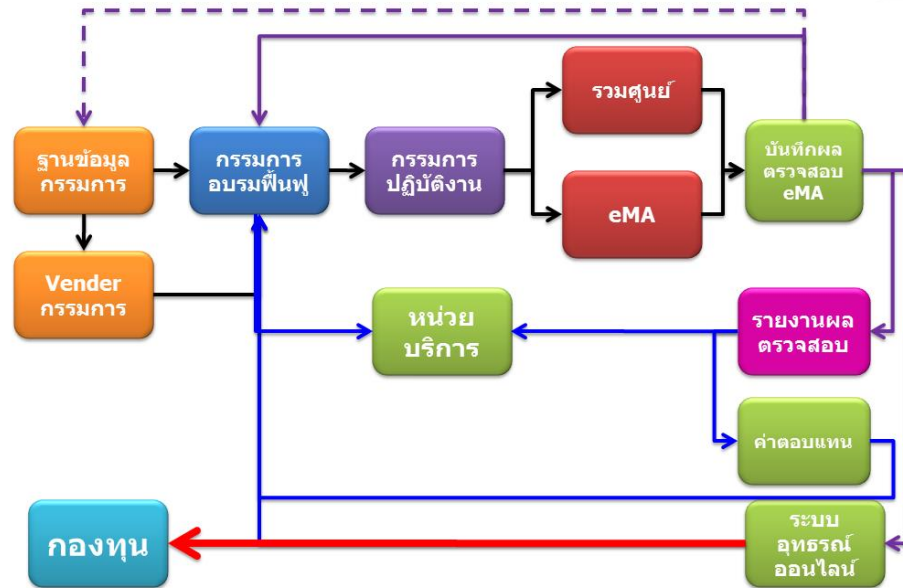 รวมศูนย์
ฐานข้อมูล
กรรมการ
กรรมการ
อบรมฟื้นฟู
กรรมการ
ปฏิบัติงาน
บันทึกผล
ตรวจสอบ
eMA
eMA
Vender
กรรมการ
หน่วย
บริการ
รายงานผล
ตรวจสอบ
ค่าตอบแทน
กองทุน
ระบบ
อุทธรณ์
ออนไลน์